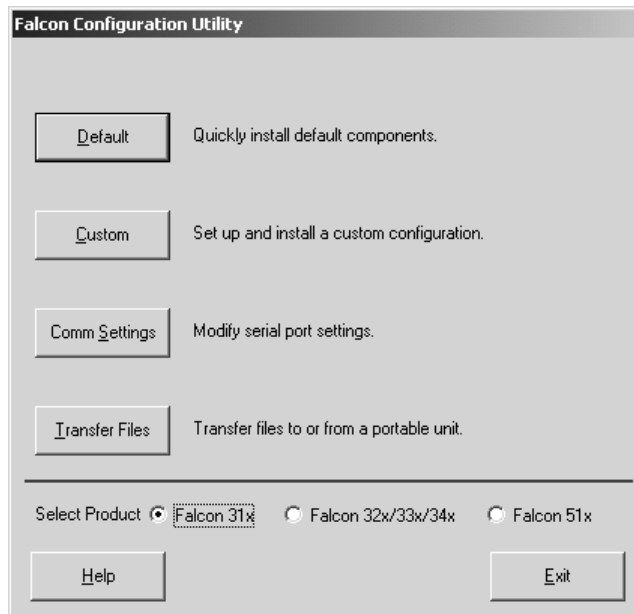 Falcon Configuration Utility
Default Quickly install default components.
Custom Set up and install a custom configuration.
Comm Settings Modify serial port settings.
Transfer Files Transfer files to or from a portable unit.
Select Product Falcon 31x Falcon 32x/33x/34x Falcon 51x
Help Exit